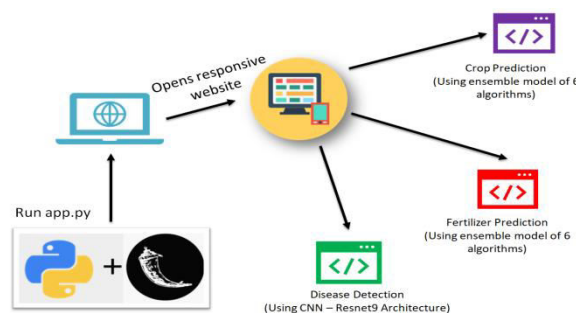 Opens responsive
website
Run app.py
+
</>
Crop Prediction
(Using ensemble model of 6
algorithms)
</>
Fertilizer Prediction
(Using ensemble model of 6
algorithms)
</>
Disease Detection
(Using CNN – Resnet9 Architecture)